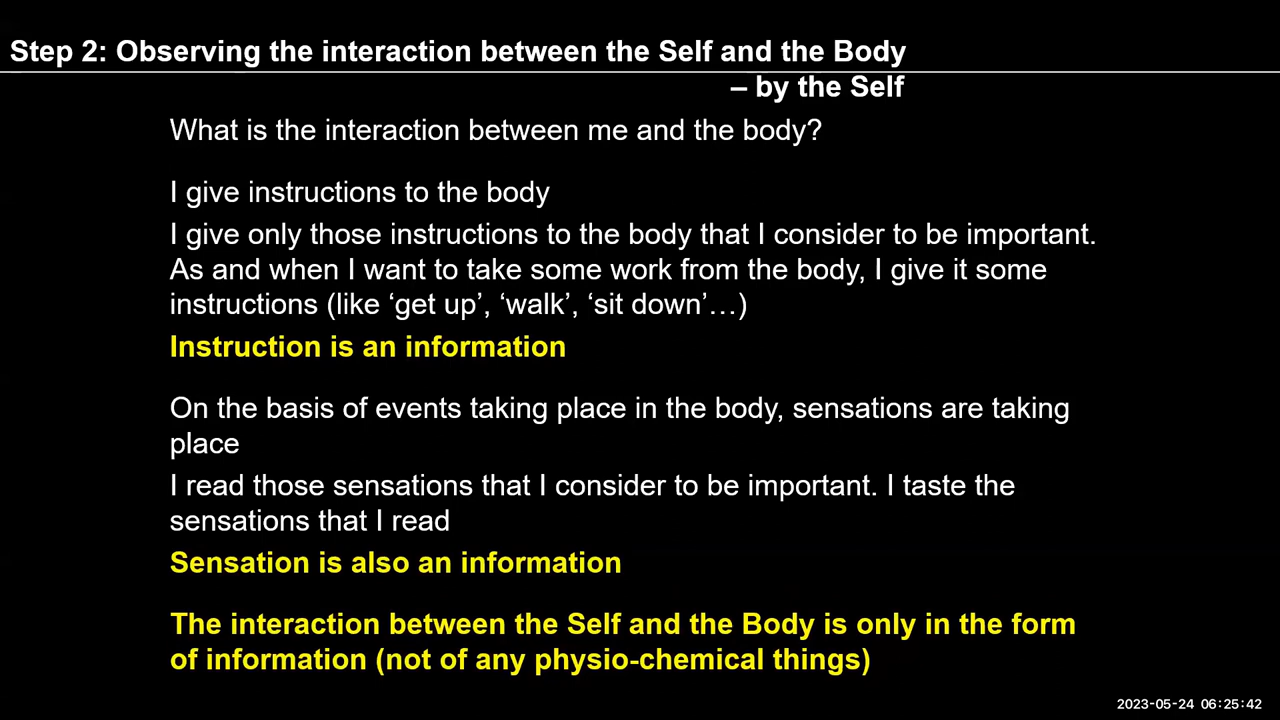 Step 2: Observing the interaction between the Self and the Body
– by the Self
What is the interaction between me and the body?
I give instructions to the body
I give only those instructions to the body that I consider to be important.
As and when I want to take some work from the body, I give it some
instructions (like ‘get up’, ‘walk’, ‘sit down’…)
Instruction is an information
On the basis of events taking place in the body, sensations are taking
place
I read those sensations that I consider to be important. I taste the
sensations that I read
Sensation is also an information
The interaction between the Self and the Body is only in the form
of information (not of any physio-chemical things)
2023-05-24 06:25:42